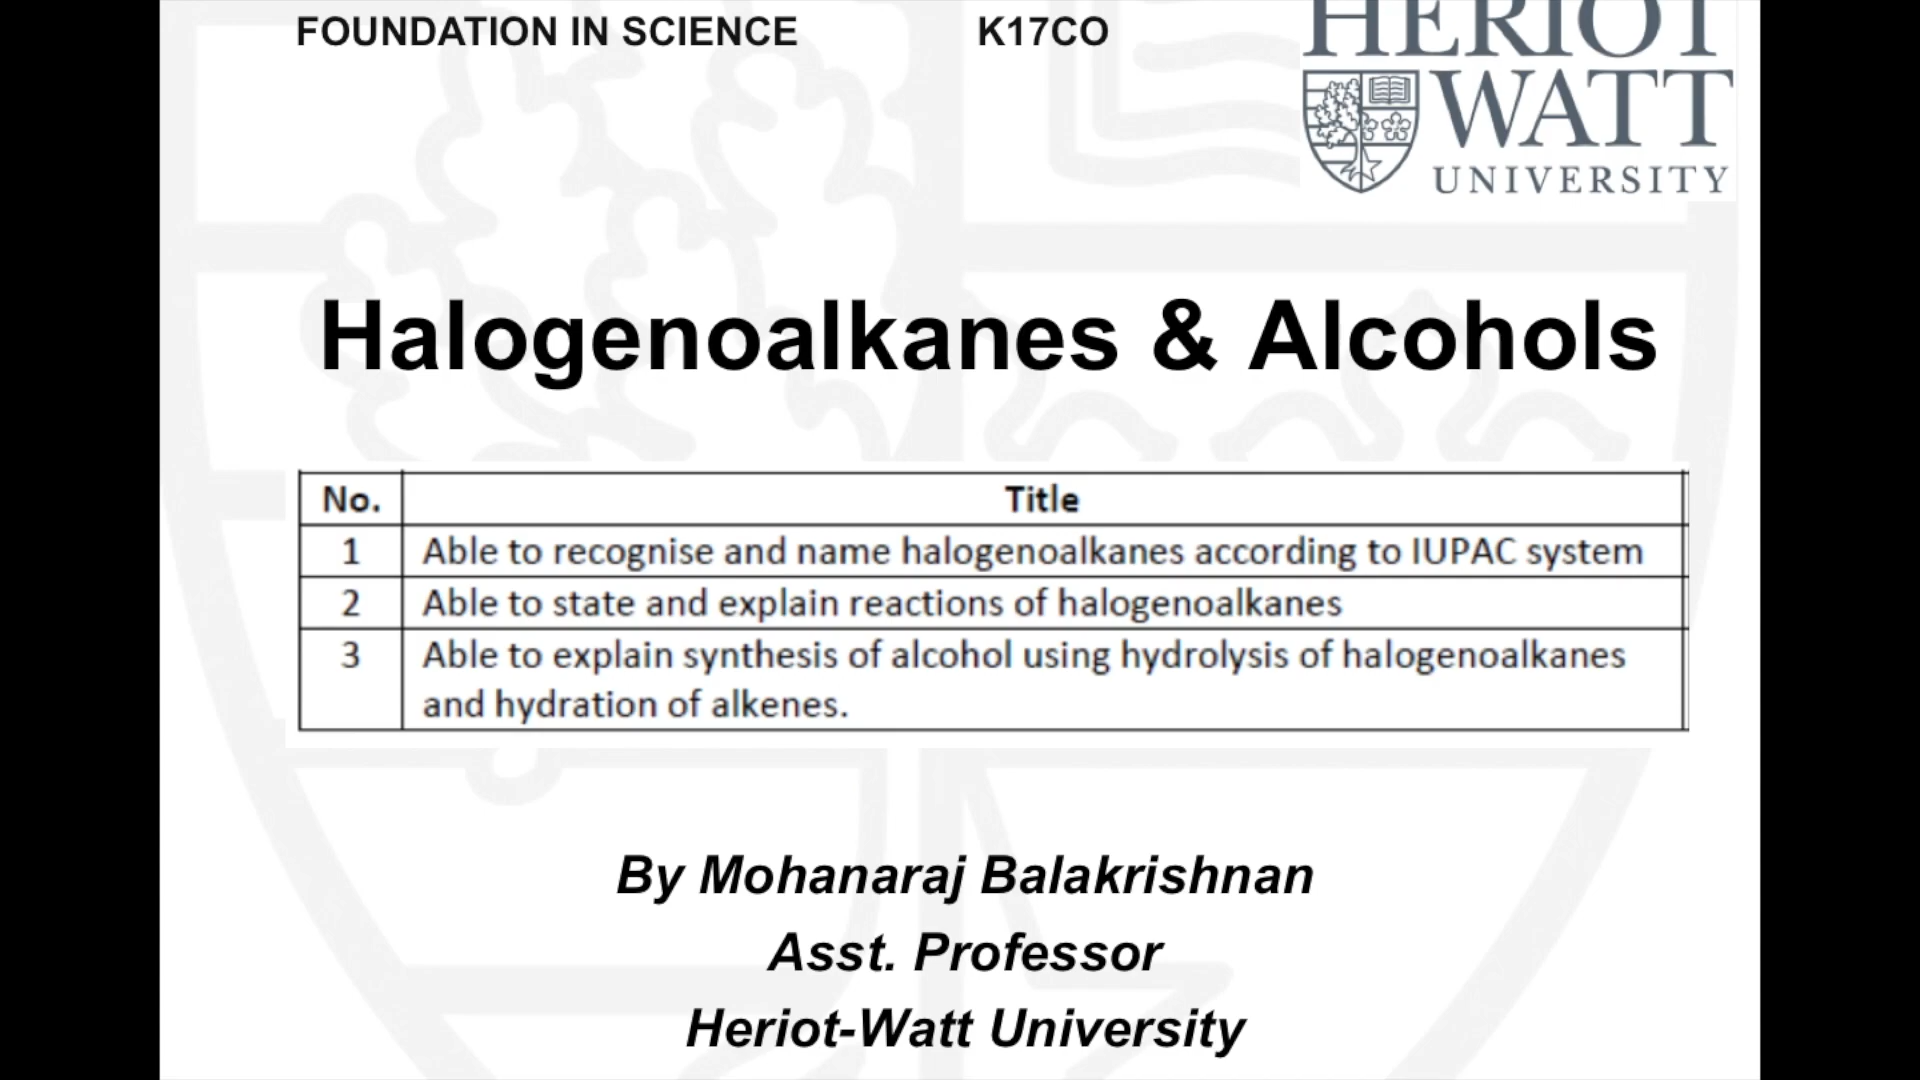 FOUNDATION IN SCIENCE K17CO
HERIOT
WATT
UNIVERSITY
Halogenoalkanes & Alcohols
No. Title
1 Able to recognise and name halogenoalkanes according to IUPAC system
2 Able to state and explain reactions of halogenoalkanes
3 Able to explain synthesis of alcohol using hydrolysis of halogenoalkanes
and hydration of alkenes.
By Mohanaraj Balakrishnan
Asst. Professor
Heriot-Watt University